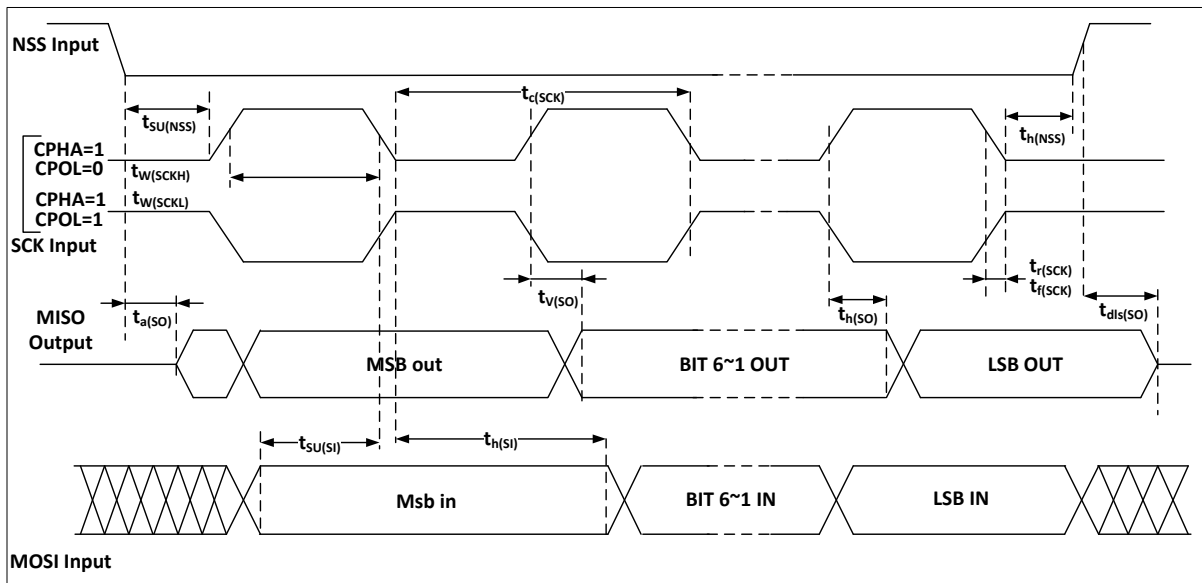 NSS Input
tc(SCK)
tSU(NSS)
th(NSS)
CPHA=1
CPOL=0
tW(SCKH)
CPHA=1
tW(SCKL)
CPOL=1
SCK Input
tr(SCK)
tf(SCK)
tV(SO)
ta(SO)
th(SO)
tdIs(SO)
MISO
Output
MSB out
BIT 6~1 OUT
LSB OUT
tSU(SI)
th(SI)
Msb in
BIT 6~1 IN
LSB IN
MOSI Input